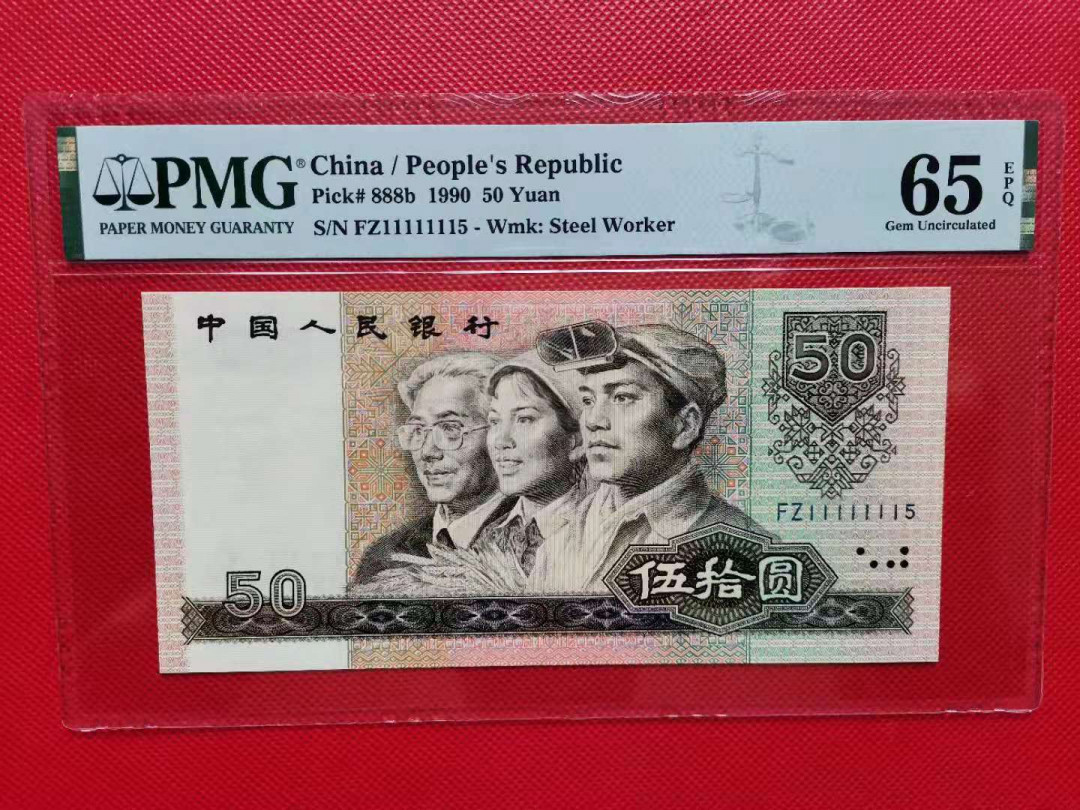 PMG®
PAPER MONEY GUARANTY
China / People's Republic
Pick# 888b 1990 50 Yuan
S/N FZ11111115 - Wmk: Steel Worker
65
EPQ
Gem Uncirculated
中国人民银行
50
FZ11111115
50
伍拾圆